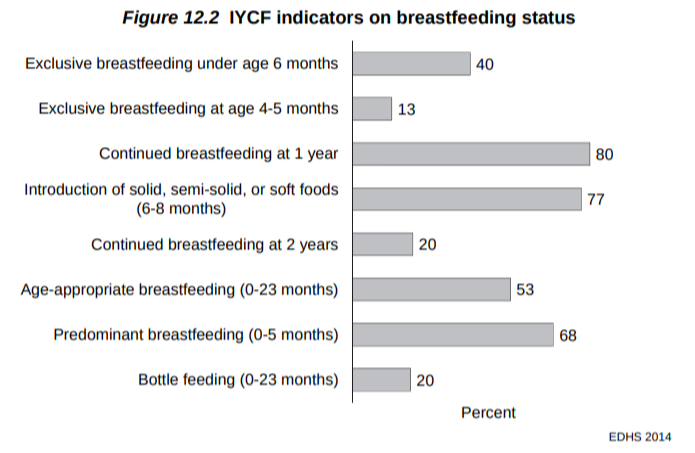 Figure 12.2 IYCF indicators on breastfeeding status
Exclusive breastfeeding under age 6 months 40
Exclusive breastfeeding at age 4-5 months 13
Continued breastfeeding at 1 year 80
Introduction of solid, semi-solid, or soft foods
(6-8 months) 77
Continued breastfeeding at 2 years 20
Age-appropriate breastfeeding (0-23 months) 53
Predominant breastfeeding (0-5 months) 68
Bottle feeding (0-23 months) 20
Percent
EDHS 2014